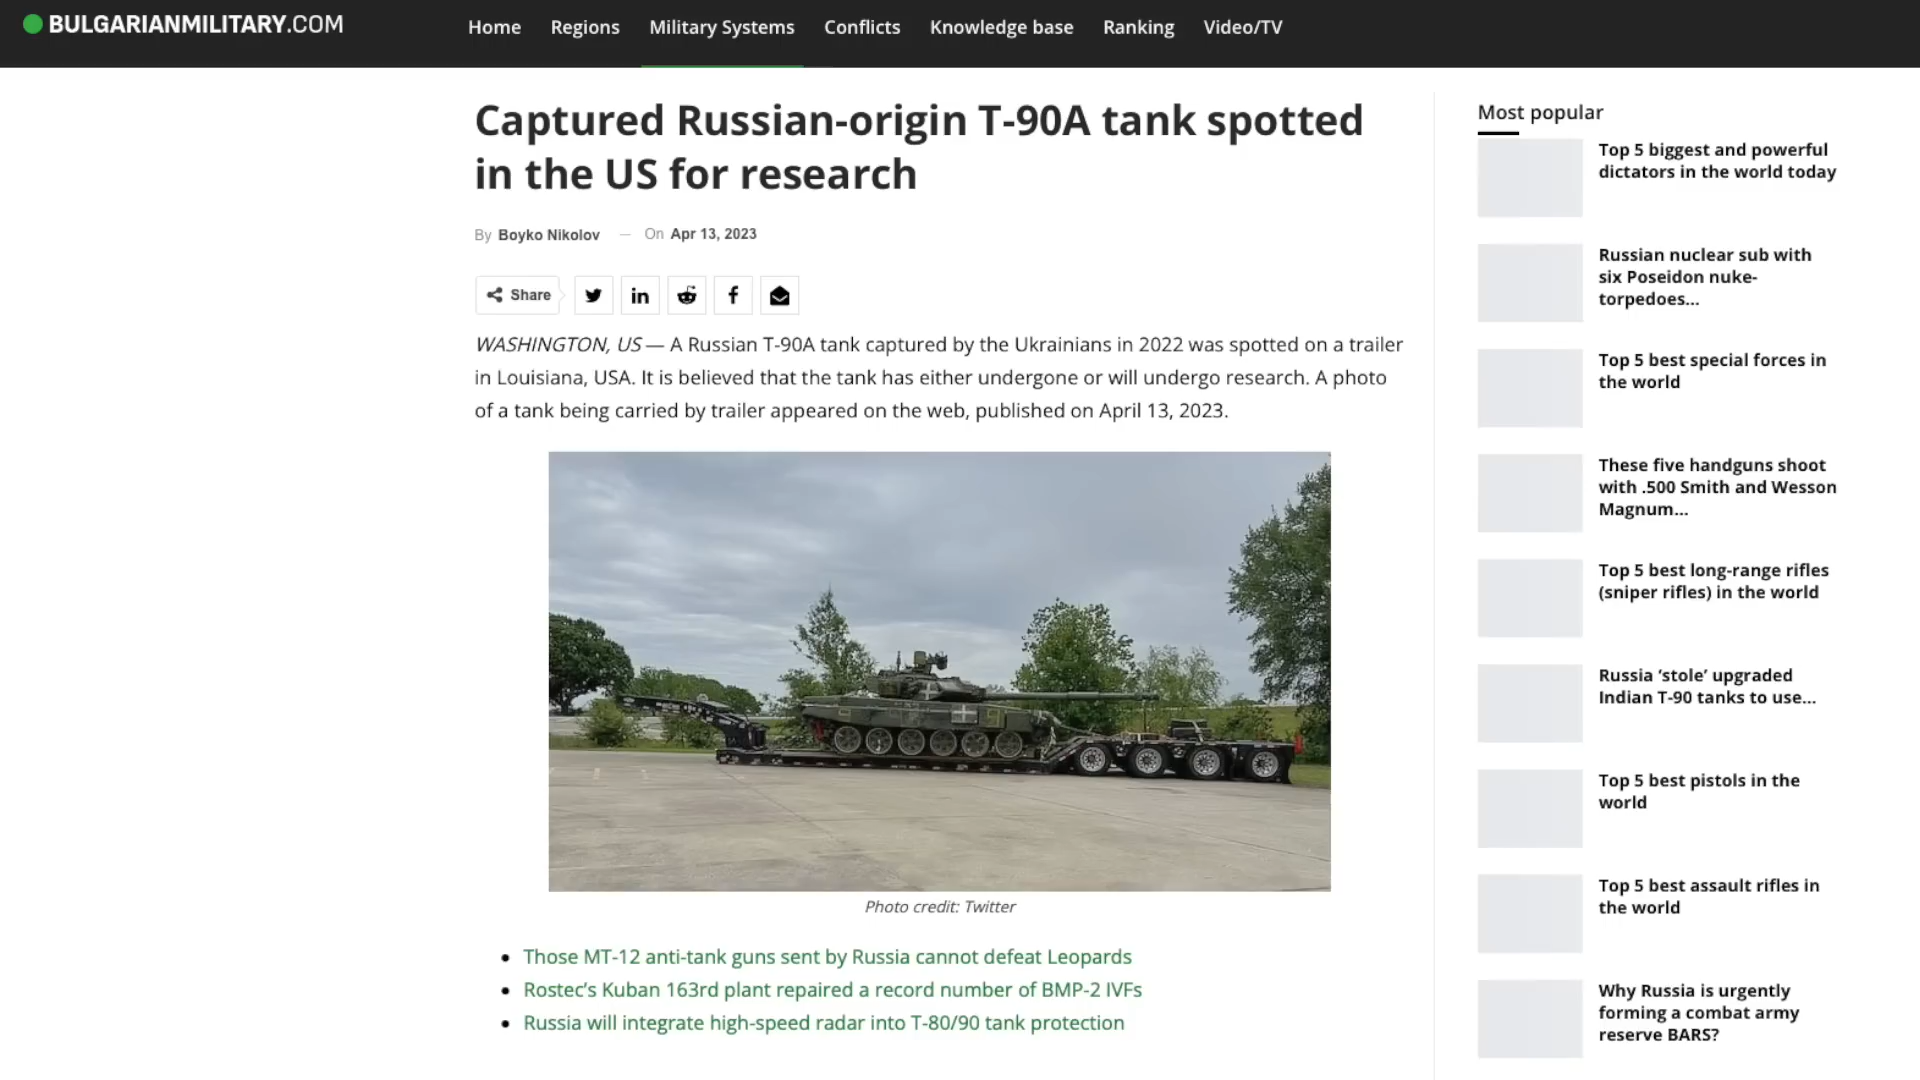 BULGARIANMILITARY.COM
Home Regions Military Systems Conflicts Knowledge base Ranking Video/TV
Captured Russian-origin T-90A tank spotted
in the US for research
By Boyko Nikolov — On Apr 13, 2023
Share
WASHINGTON, US — A Russian T-90A tank captured by the Ukrainians in 2022 was spotted on a trailer
in Louisiana, USA. It is believed that the tank has either undergone or will undergo research. A photo
of a tank being carried by trailer appeared on the web, published on April 13, 2023.
Photo credit: Twitter
Those MT-12 anti-tank guns sent by Russia cannot defeat Leopards
Rostec’s Kuban 163rd plant repaired a record number of BMP-2 IVFs
Russia will integrate high-speed radar into T-80/90 tank protection
Most popular
Top 5 biggest and powerful
dictators in the world today
Russian nuclear sub with
six Poseidon nuke-
torpedoes...
Top 5 best special forces in
the world
These five handguns shoot
with .500 Smith and Wesson
Magnum...
Top 5 best long-range rifles
(sniper rifles) in the world
Russia ‘stole’ upgraded
Indian T-90 tanks to use...
Top 5 best pistols in the
world
Top 5 best assault rifles in
the world
Why Russia is urgently
forming a combat army
reserve BARS?